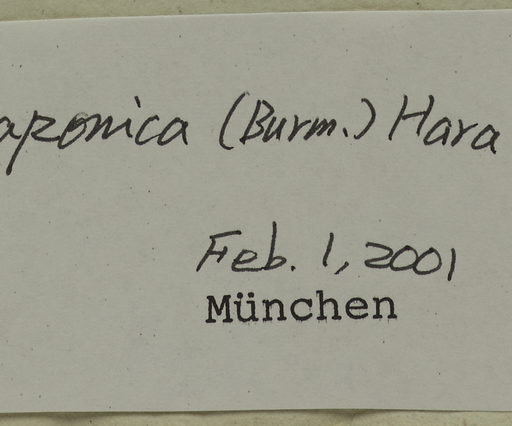 aponica (Burm.) Hara
Feb. 1, 2001
München